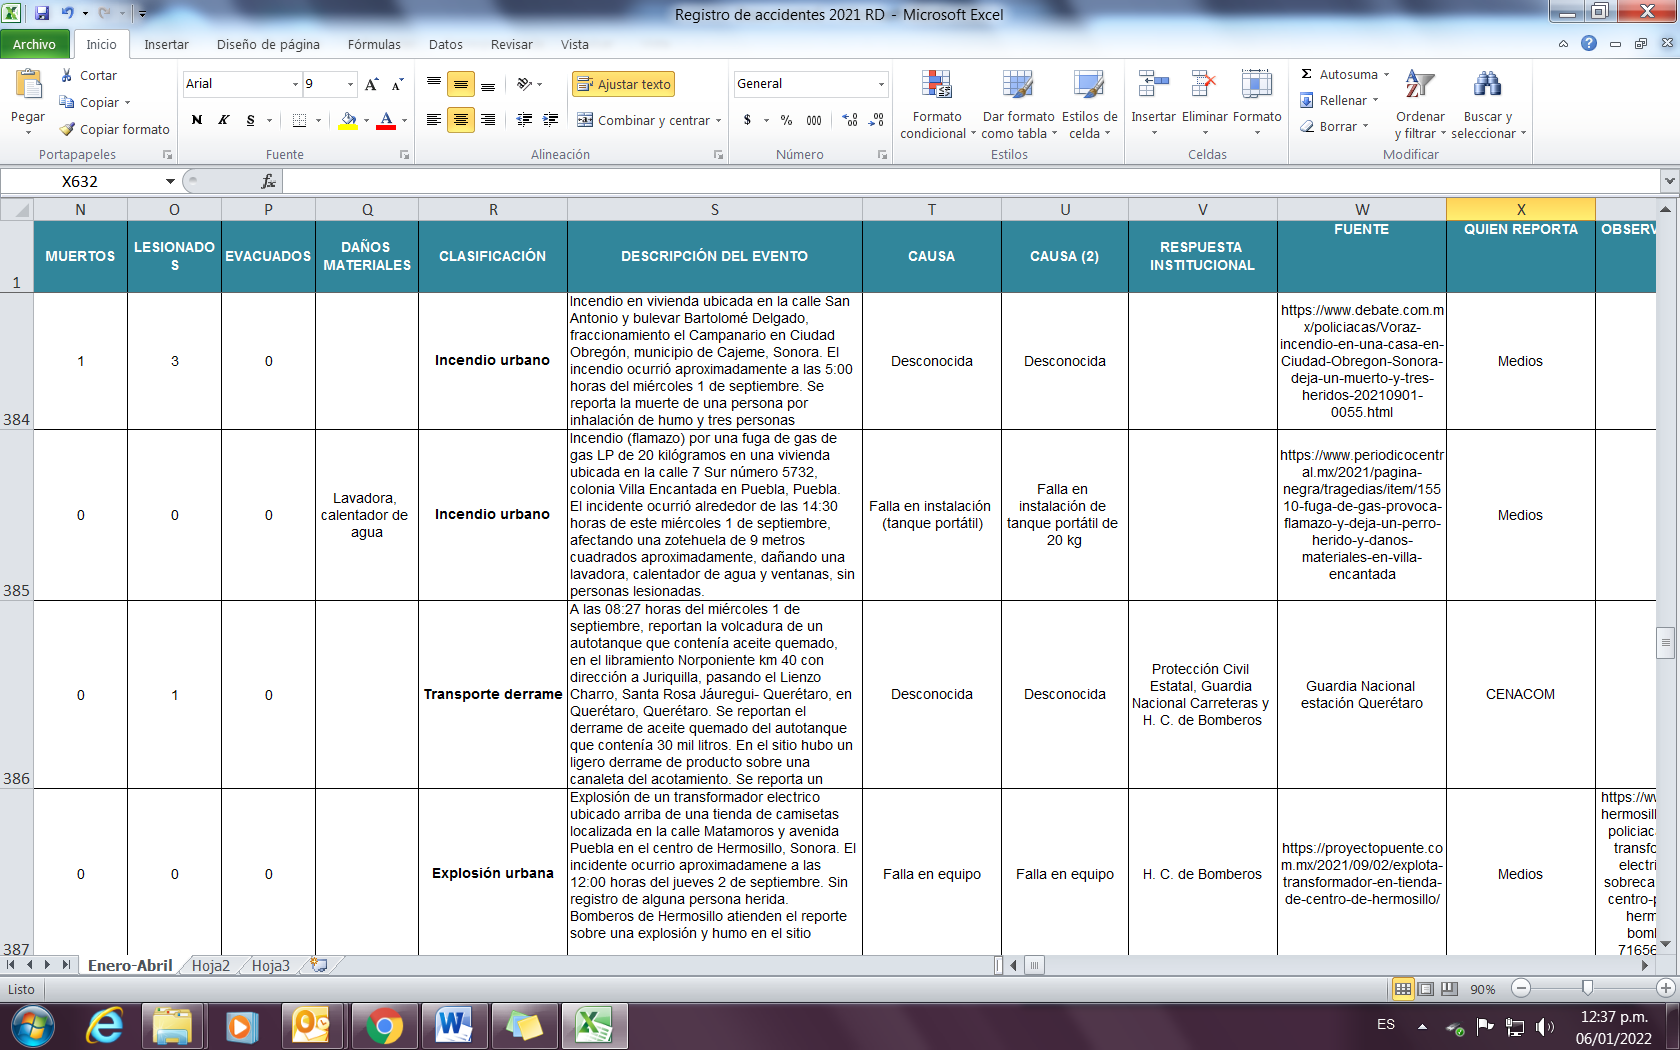 Registro de accidentes 2021 RD - Microsoft Excel
Archivo Inicio Insertar Diseño de página Fórmulas Datos Revisar Vista
Pegar
Cortar
Copiar
Copiar formato
Portapapeles
Arial 9
N K S
Fuente
Ajustar texto
Combinar y centrar
Alineación
General
$ % 000
Número
Formato condicional
Dar formato como tabla
Estilos de celda
Estilos
Insertar Eliminar Formato
Celdas
Autosuma
Rellenar
Borrar
Ordenar y filtrar
Buscar y seleccionar
Modificar
X632
fx
N O P Q R S T U V W X
1
MUERTOS
LESIONADO
S
EVACUADOS
DAÑOS
MATERIALES
CLASIFICACIÓN
DESCRIPCIÓN DEL EVENTO
CAUSA
CAUSA (2)
RESPUESTA
INSTITUCIONAL
FUENTE
QUIEN REPORTA
OBSERV
384
1
3
0
Incendio urbano
Incendio en vivienda ubicada en la calle San
Antonio y bulevar Bartolomé Delgado,
fraccionamiento el Campanario en Ciudad
Obregón, municipio de Cajeme, Sonora. El
incendio ocurrió aproximadamente a las 5:00
horas del miércoles 1 de septiembre. Se
reporta la muerte de una persona por
inhalación de humo y tres personas
Desconocida
Desconocida
https://www.debate.com.m
x/policiacas/Voraz-
incendio-en-una-casa-en-
Ciudad-Obregon-Sonora-
deja-un-muerto-y-tres-
heridos-20210901-
0055.html
Medios
385
0
0
0
Lavadora,
calentador de
agua
Incendio urbano
Incendio (flamazo) por una fuga de gas de
gas LP de 20 kilógramos en una vivienda
ubicada en la calle 7 Sur número 5732,
colonia Villa Encantada en Puebla, Puebla.
El incidente ocurrió alrededor de las 14:30
horas de este miércoles 1 de septiembre,
afectando una zotehuela de 9 metros
cuadrados aproximadamente, dañando una
lavadora, calentador de agua y ventanas, sin
personas lesionadas.
Falla en instalación
(tanque portátil)
Falla en
instalación de
tanque portátil de
20 kg
https://www.periodicocentr
al.mx/2021/pagina-
negra/tragedias/item/155
10-fuga-de-gas-provoca-
flamazo-y-deja-un-perro-
herido-y-danos-
materiales-en-villa-
encantada
Medios
386
0
1
0
Transporte derrame
A las 08:27 horas del miércoles 1 de
septiembre, reportan la volcadura de un
autotanque que contenía aceite quemado,
en el libramiento Norponiente km 40 con
dirección a Juriquilla, pasando el Lienzo
Charro, Santa Rosa Jáuregui- Querétaro, en
Querétaro, Querétaro. Se reportan el
derrame de aceite quemado del autotanque
que contenía 30 mil litros. En el sitio hubo un
ligero derrame de producto sobre una
canaleta del acotamiento. Se reporta un
Desconocida
Desconocida
Protección Civil
Estatal, Guardia
Nacional Carreteras y
H. C. de Bomberos
Guardia Nacional
estación Querétaro
CENACOM
387
0
0
0
Explosión urbana
Explosión de un transformador electrico
ubicado arriba de una tienda de camisetas
localizada en la calle Matamoros y avenida
Puebla en el centro de Hermosillo, Sonora. El
incidente ocurrio aproximadamene a las
12:00 horas del jueves 2 de septiembre. Sin
registro de alguna persona herida.
Bomberos de Hermosillo atienden el reporte
sobre una explosión y humo en el sitio
Falla en equipo
Falla en equipo
H. C. de Bomberos
https://proyectopuente.co
m.mx/2021/09/02/explota-
transformador-en-tienda-
de-centro-de-hermosillo/
Medios
https://ww
hermosill
policiac
transfo
electri
sobreca
centro-p
herm
bomb
7165
Enero-Abril Hoja2 Hoja3
Listo
90%
ES
12:37 p.m.
06/01/2022